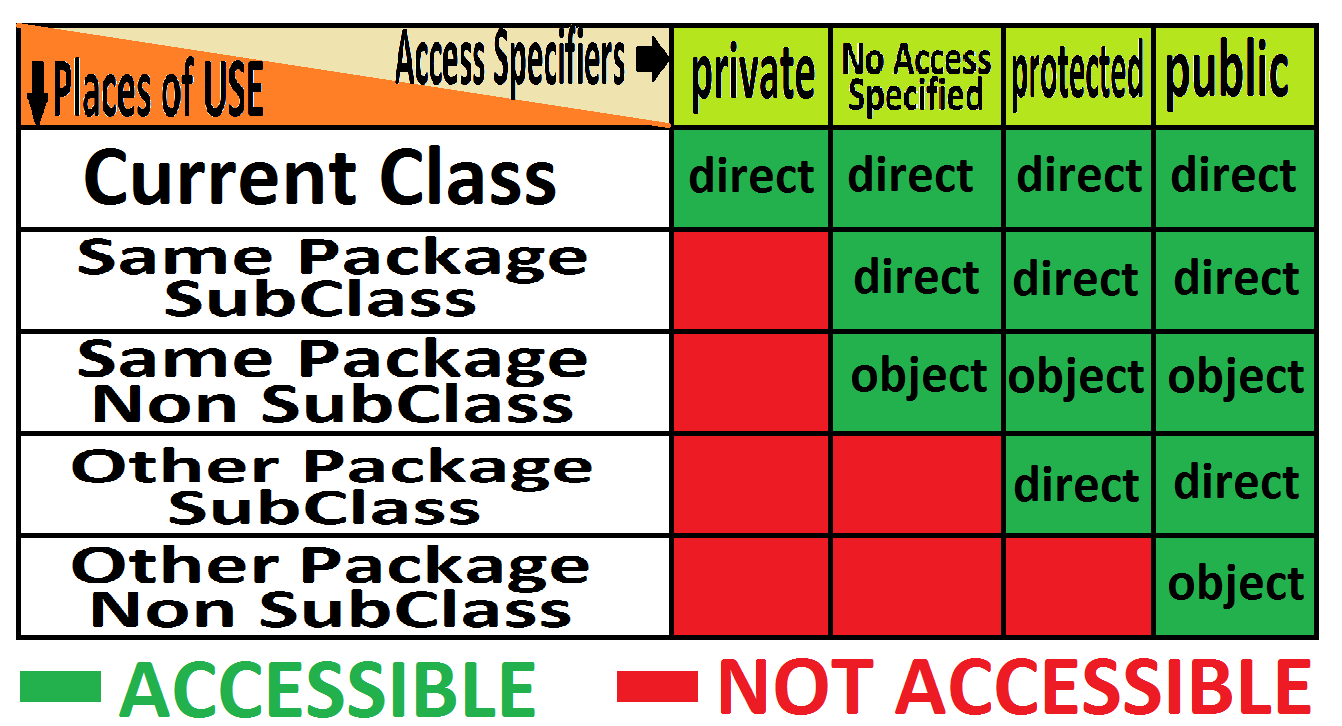 Access Specifiers
Places of USE
private
No Access
Specified
protected
public
Current Class
direct
direct
direct
direct
Same Package
SubClass
direct
direct
direct
Same Package
Non SubClass
object
object
object
Other Package
SubClass
direct
direct
Other Package
Non SubClass
object
ACCESSIBLE
NOT ACCESSIBLE